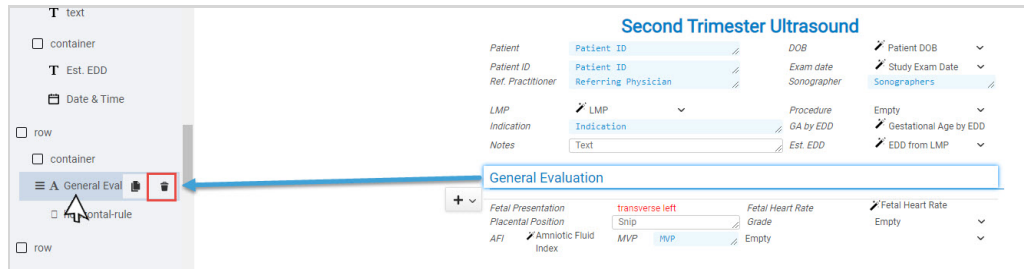 T text
container
T Est. EDD
Date & Time
row
container
A General Eval
horizontal-rule
row
Second Trimester Ultrasound
Patient Patient ID DOB Patient DOB
Patient ID Patient ID Exam date Study Exam Date
Ref. Practitioner Referring Physician Sonographer Sonographers
LMP LMP Procedure Empty
Indication Indication GA by EDD Gestational Age by EDD
Notes Text Est. EDD EDD from LMP
General Evaluation
Fetal Presentation transverse left Fetal Heart Rate Fetal Heart Rate
Placental Position Snip Grade Empty
AFI Amniotic Fluid Index MVP MVP Empty